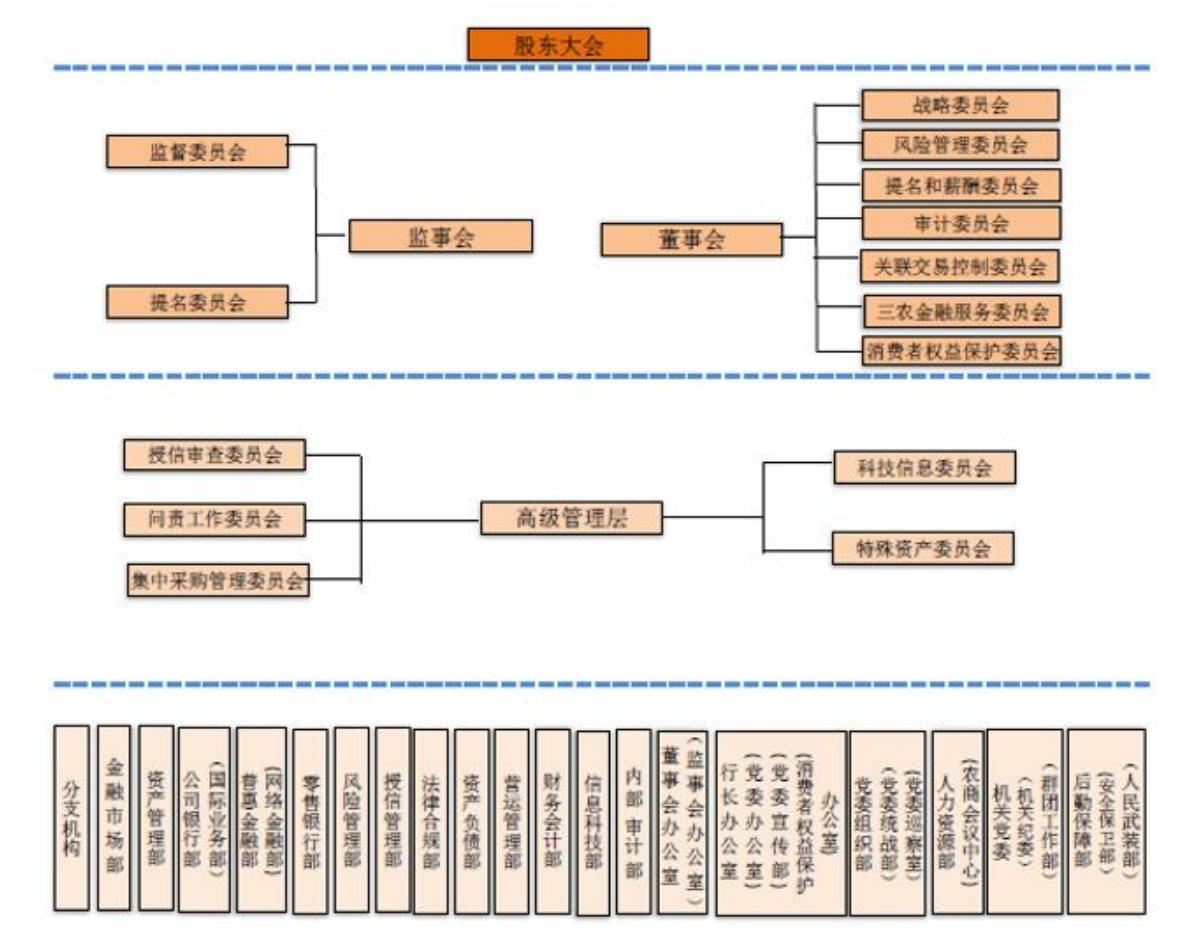 股东大会
监督委员会
提名委员会
监事会
董事会
战略委员会
风险管理委员会
提名和薪酬委员会
审计委员会
关联交易控制委员会
三农金融服务委员会
消费者权益保护委员会
授信审查委员会
问责工作委员会
集中采购管理委员会
高级管理层
科技信息委员会
特殊资产委员会
分支机构
金融市场部
资产管理部
公司银行部
（国际业务部）
普惠金融部
（网络金融部）
零售银行部
风险管理部
授信管理部
法律合规部
资产负债部
营运管理部
财务会计部
信息科技部
内部审计部
董事会办公室
（监事会办公室）
行长办公室
（党委办公室）
（党委宣传部）
（消费者权益保护
办公室）
党委组织部
（党委统战部）
（党委巡察室）
人力资源部
（农商会议中心）
机关党委
（机关纪委）
（群团工作部）
后勤保障部
（安全保卫部）
（人民武装部）